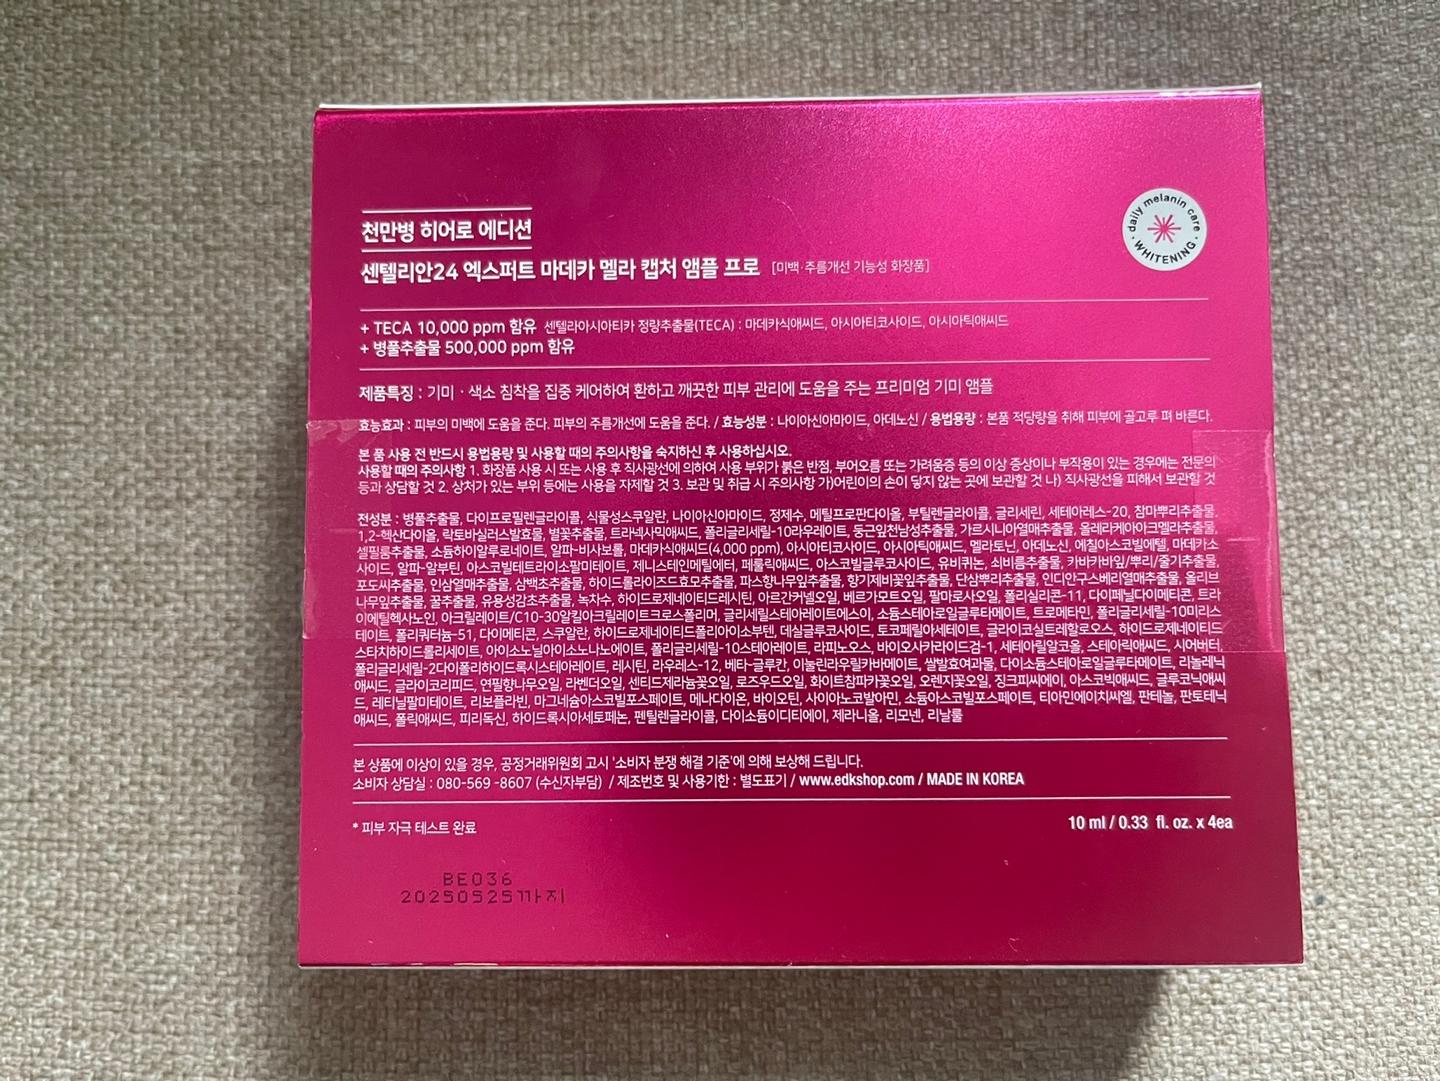 천만병 히어로 에디션
센텔리안24 엑스퍼트 마데카 멜라 캡처 앰플 프로 [미백·주름개선 기능성 화장품]
daily melanin care
WHITENING
+ TECA 10,000 ppm 함유 센텔라아시아티카 정량추출물(TECA) : 마데카식애씨드, 아시아티코사이드, 아시아틱애씨드
+ 병풀추출물 500,000 ppm 함유
제품특징 : 기미 · 색소 침착을 집중 케어하여 환하고 깨끗한 피부 관리에 도움을 주는 프리미엄 기미 앰플
효능효과 : 피부의 미백에 도움을 준다. 피부의 주름개선에 도움을 준다. / 효능성분 : 나이아신아마이드, 아데노신 / 용법용량 : 본품 적당량을 취해 피부에 골고루 펴 바른다.
본 품 사용 전 반드시 용법용량 및 사용할 때의 주의사항을 숙지하신 후 사용하십시오.
사용할 때의 주의사항 1. 화장품 사용 시 또는 사용 후 직사광선에 의하여 사용 부위가 붉은 반점, 부어오름 또는 가려움증 등의 이상 증상이나 부작용이 있는 경우에는 전문의
등과 상담할 것 2. 상처가 있는 부위 등에는 사용을 자제할 것 3. 보관 및 취급 시 주의사항 가)어린이의 손이 닿지 않는 곳에 보관할 것 나) 직사광선을 피해서 보관할 것
전성분 : 병풀추출물, 다이프로필렌글라이콜, 식물성스쿠알란, 나이아신아마이드, 정제수, 메틸프로판다이올, 부틸렌글라이콜, 글리세린, 세테아레스-20, 참마뿌리추출물,
1,2-헥산다이올, 락토바실러스발효물, 별꽃추출물, 트라넥사믹애씨드, 폴리글리세릴-10라우레이트, 둥근잎천남성추출물, 가르시니아열매추출물, 올레라케아아크멜라추출물,
셀필룸추출물, 소듐하이알루로네이트, 알파-비사보롤, 마데카식애씨드(4,000 ppm), 아시아티코사이드, 아시아틱애씨드, 멜라토닌, 아데노신, 에칠아스코빌에텔, 마데카소
사이드, 알파-알부틴, 아스코빌테트라이소팔미테이트, 제니스테인메틸에터, 페룰릭애씨드, 아스코빌글루코사이드, 유비퀴논, 쇠비름추출물, 카바카바잎/뿌리/줄기추출물,
포도씨추출물, 인삼열매추출물, 삼백초추출물, 하이드롤라이즈드효모추출물, 파스향나무잎추출물, 향기제비꽃잎추출물, 단삼뿌리추출물, 인디안구스베리열매추출물, 올리브
나무잎추출물, 꿀추출물, 유용성감초추출물, 녹차수, 하이드로제네이티드레시틴, 아르간커넬오일, 베르가모트오일, 팔마로사오일, 폴리실리콘-11, 다이페닐다이메티콘, 트라
이에틸헥사노인, 아크릴레이트/C10-30알킬아크릴레이트크로스폴리머, 글리세릴스테아레이트에스이, 소듐스테아로일글루타메이트, 트로메타민, 폴리글리세릴-10미리스
테이트, 폴리쿼터늄-51, 다이메티콘, 스쿠알란, 하이드로제네이티드폴리아이소부텐, 데실글루코사이드, 토코페릴아세테이트, 글라이코실트레할로오스, 하이드로제네이티드
스타치하이드롤리세이트, 아이소노닐아이소노나노에이트, 폴리글리세릴-10스테아레이트, 라피노오스, 바이오사카라이드검-1, 세테아릴알코올, 스테아릭애씨드, 시어버터,
폴리글리세릴-2다이폴리하이드록시스테아레이트, 레시틴, 라우레스-12, 베타-글루칸, 이눌린라우릴카바메이트, 쌀발효여과물, 다이소듐스테아로일글루타메이트, 리놀레닉
애씨드, 글라이코리피드, 연필향나무오일, 라벤더오일, 센티드제라늄꽃오일, 로즈우드오일, 화이트참파카꽃오일, 오렌지꽃오일, 징크피씨에이, 아스코빅애씨드, 글루코닉애씨
드, 레티닐팔미테이트, 리보플라빈, 마그네슘아스코빌포스페이트, 메나다이온, 바이오틴, 사이아노코발아민, 소듐아스코빌포스페이트, 티아민에이치씨엘, 판테놀, 판토테닉
애씨드, 폴릭애씨드, 피리독신, 하이드록시아세토페논, 펜틸렌글라이콜, 다이소듐이디티에이, 제라니올, 리모넨, 리날룰
본 상품에 이상이 있을 경우, 공정거래위원회 고시 '소비자 분쟁 해결 기준'에 의해 보상해 드립니다.
소비자 상담실 : 080-569 -8607 (수신자부담) / 제조번호 및 사용기한 : 별도표기 / www.edkshop.com / MADE IN KOREA
* 피부 자극 테스트 완료
10 ml / 0.33 fl. oz. x 4ea
BE036
20250525까지